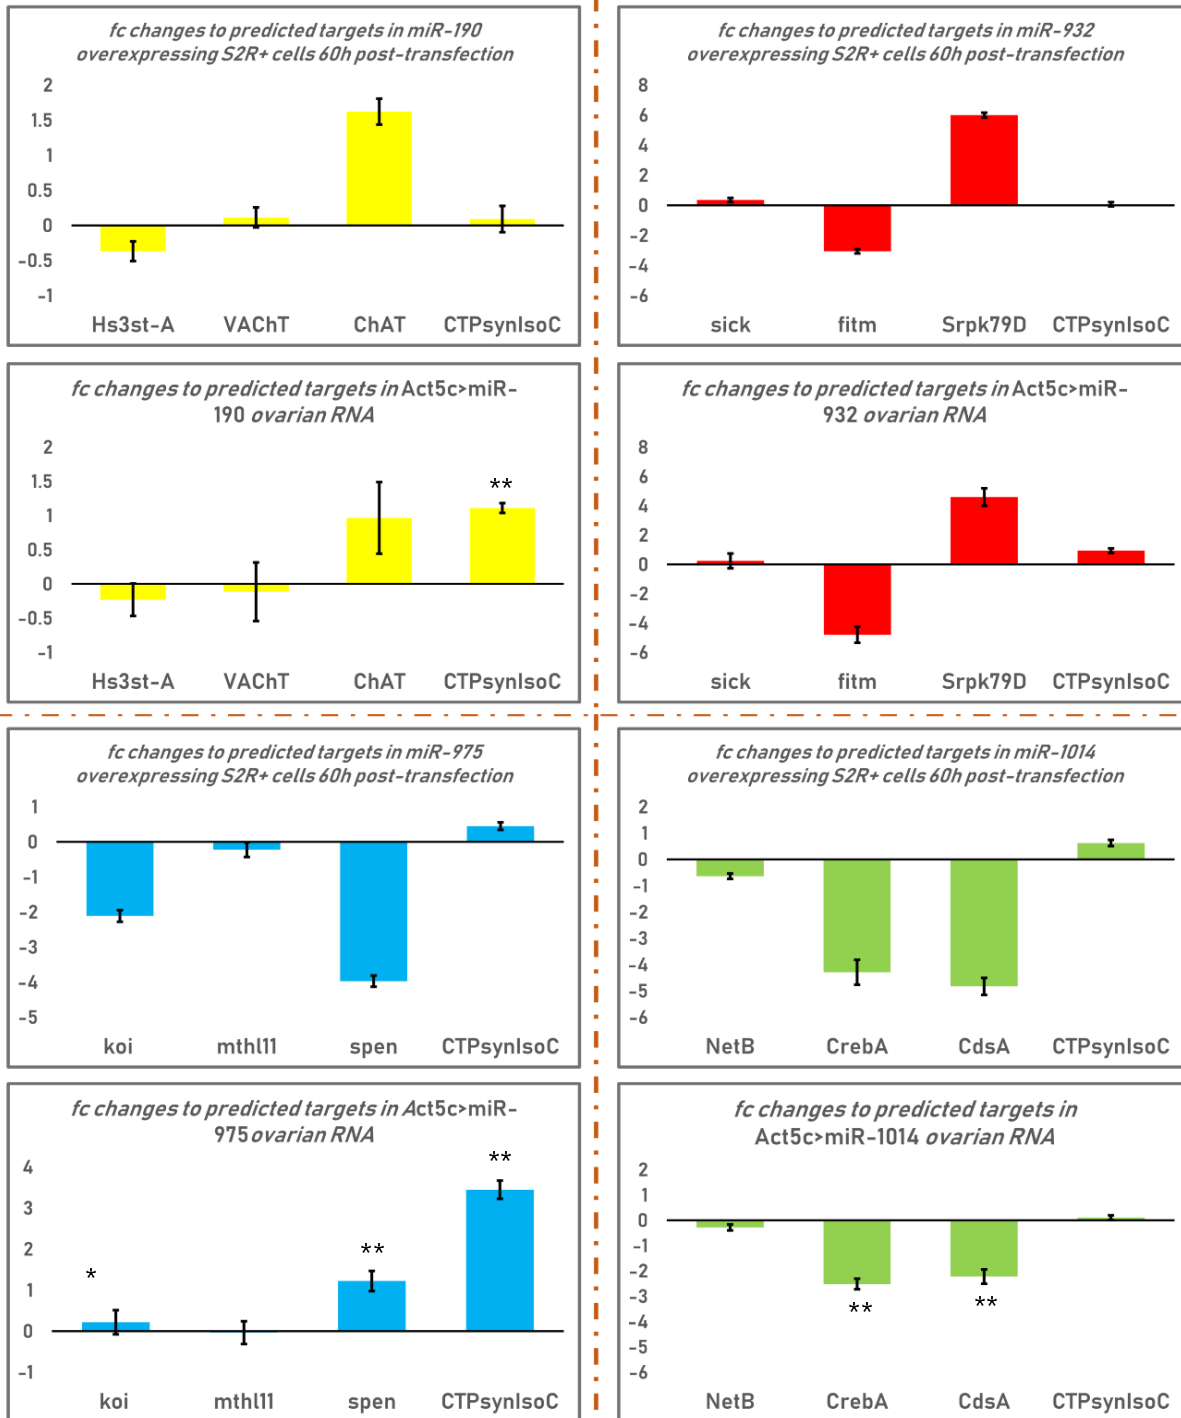 fc changes to predicted targets in miR-190
overexpressing S2R+ cells 60h post-transfection
2
1.5
1
0.5
0
-0.5
-1
Hs3st-A VAChT ChAT CTPsynIsoC
fc changes to predicted targets in miR-932
overexpressing S2R+ cells 60h post-transfection
8
6
4
2
0
-2
-4
-6
sick fitm Srpk79D CTPsynIsoC
fc changes to predicted targets in Act5c>miR-
190 ovarian RNA
2
1.5
1
0.5
0
-0.5
-1
**
Hs3st-A VAChT ChAT CTPsynIsoC
fc changes to predicted targets in Act5c>miR-
932 ovarian RNA
8
6
4
2
0
-2
-4
-6
sick fitm Srpk79D CTPsynIsoC
fc changes to predicted targets in miR-975
overexpressing S2R+ cells 60h post-transfection
1
0
-1
-2
-3
-4
-5
koi mthl11 spen CTPsynIsoC
fc changes to predicted targets in miR-1014
overexpressing S2R+ cells 60h post-transfection
2
1
0
-1
-2
-3
-4
-5
-6
NetB CrebA CdsA CTPsynIsoC
fc changes to predicted targets in Act5c>miR-
975 ovarian RNA
4
3
2
1
0
-1
* ** **
koi mthl11 spen CTPsynIsoC
fc changes to predicted targets in
Act5c>miR-1014 ovarian RNA
2
1
0
-1
-2
-3
-4
-5
-6
** **
NetB CrebA CdsA CTPsynIsoC